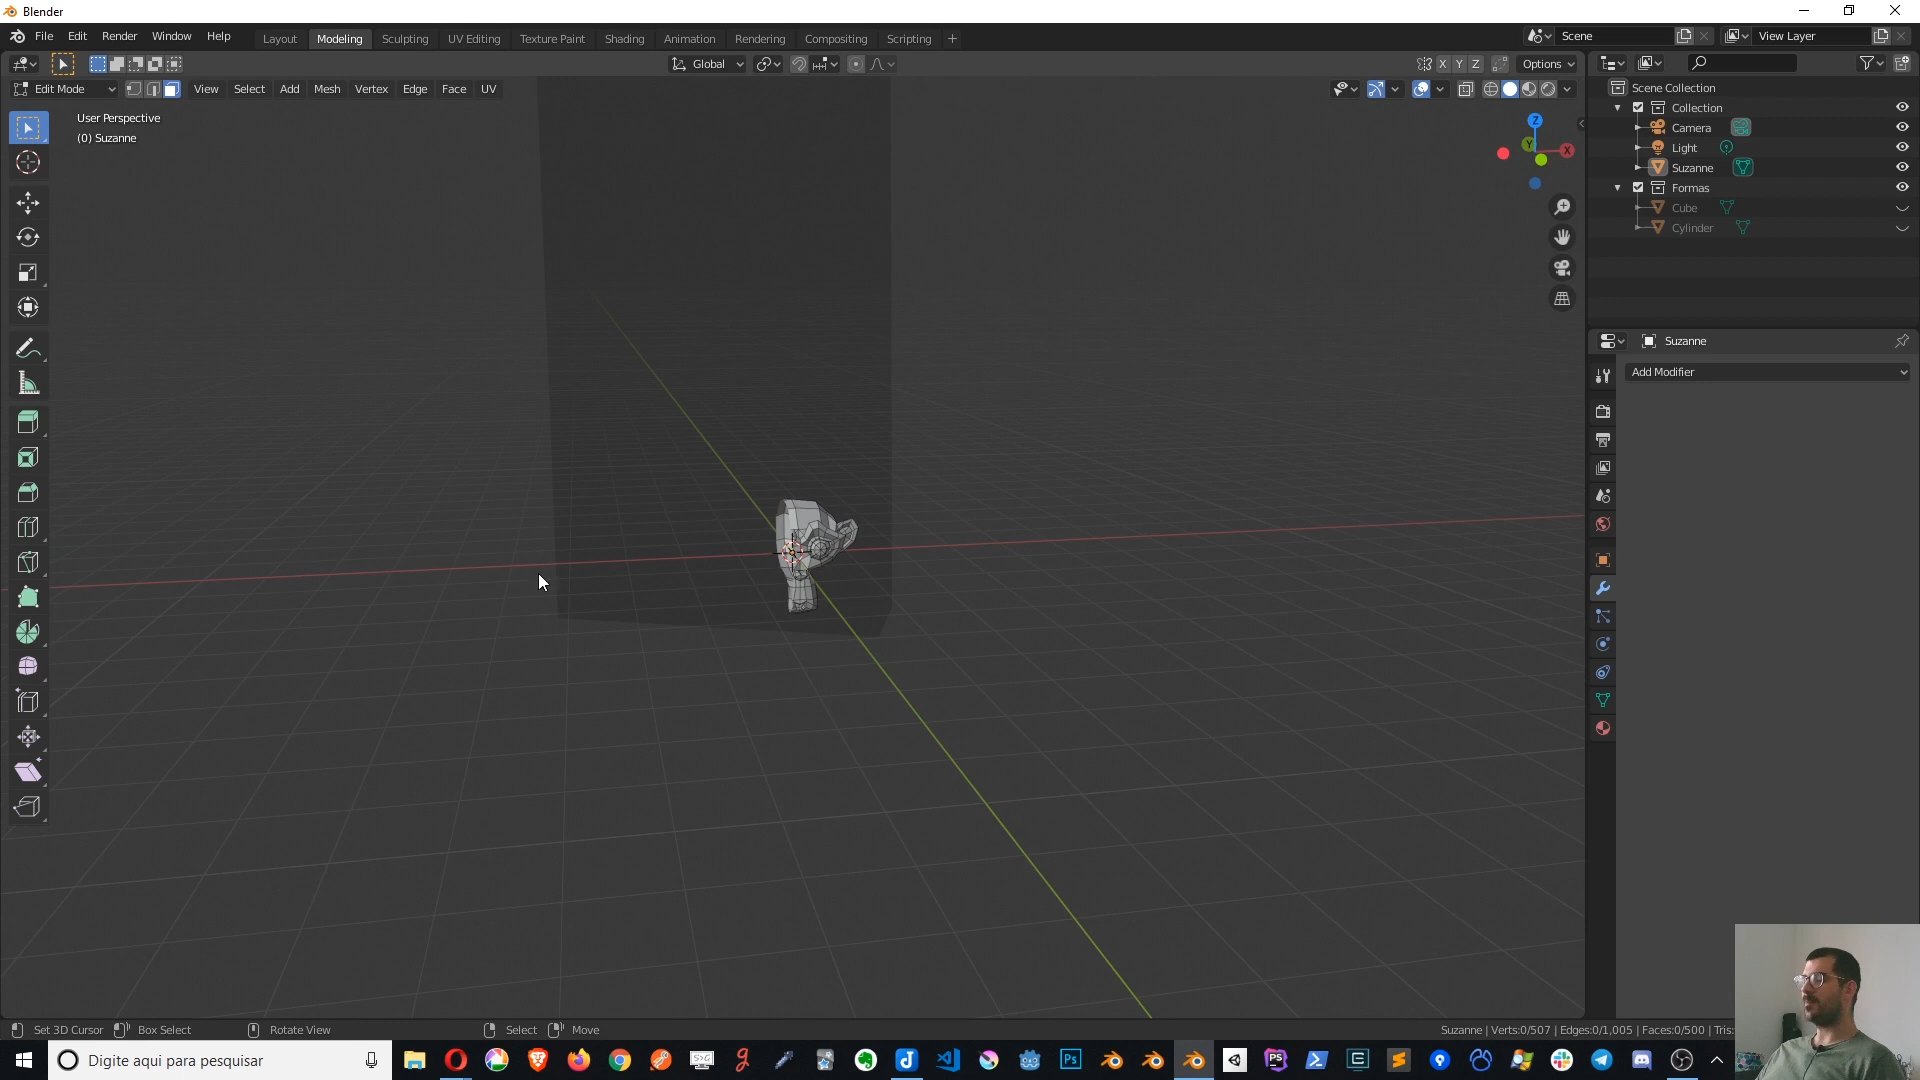 Blender
File Edit Render Window Help Layout Modeling Sculpting UV Editing Texture Paint Shading Animation Rendering Compositing Scripting + Scene View Layer
Global X Y Z Options
Edit Mode View Select Add Mesh Vertex Edge Face UV
User Perspective
(0) Suzanne
Z
Y
X
Scene Collection
Collection
Camera
Light
Suzanne
Formas
Cube
Cylinder
Suzanne
Add Modifier
Set 3D Cursor Box Select Rotate View Select Move Suzanne | Verts:0/507 | Edges:0/1,005 | Faces:0/500 | Tris:
Digite aqui para pesquisar